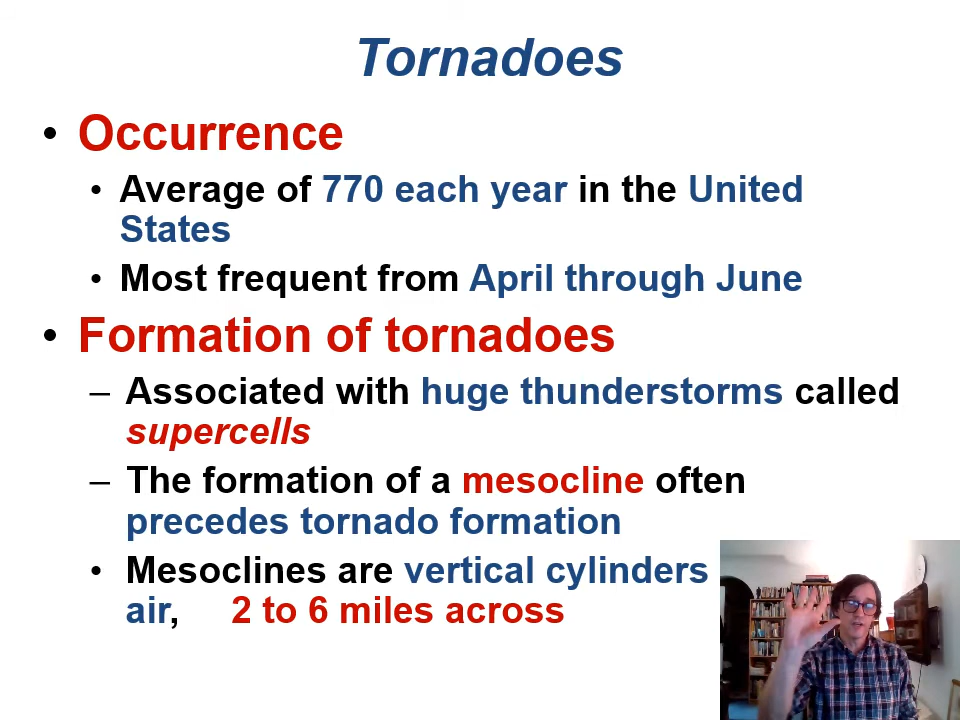 Tornadoes
• Occurrence
• Average of 770 each year in the United
States
• Most frequent from April through June
• Formation of tornadoes
– Associated with huge thunderstorms called
supercells
– The formation of a mesocline often
precedes tornado formation
• Mesoclines are vertical cylinders
air, 2 to 6 miles across